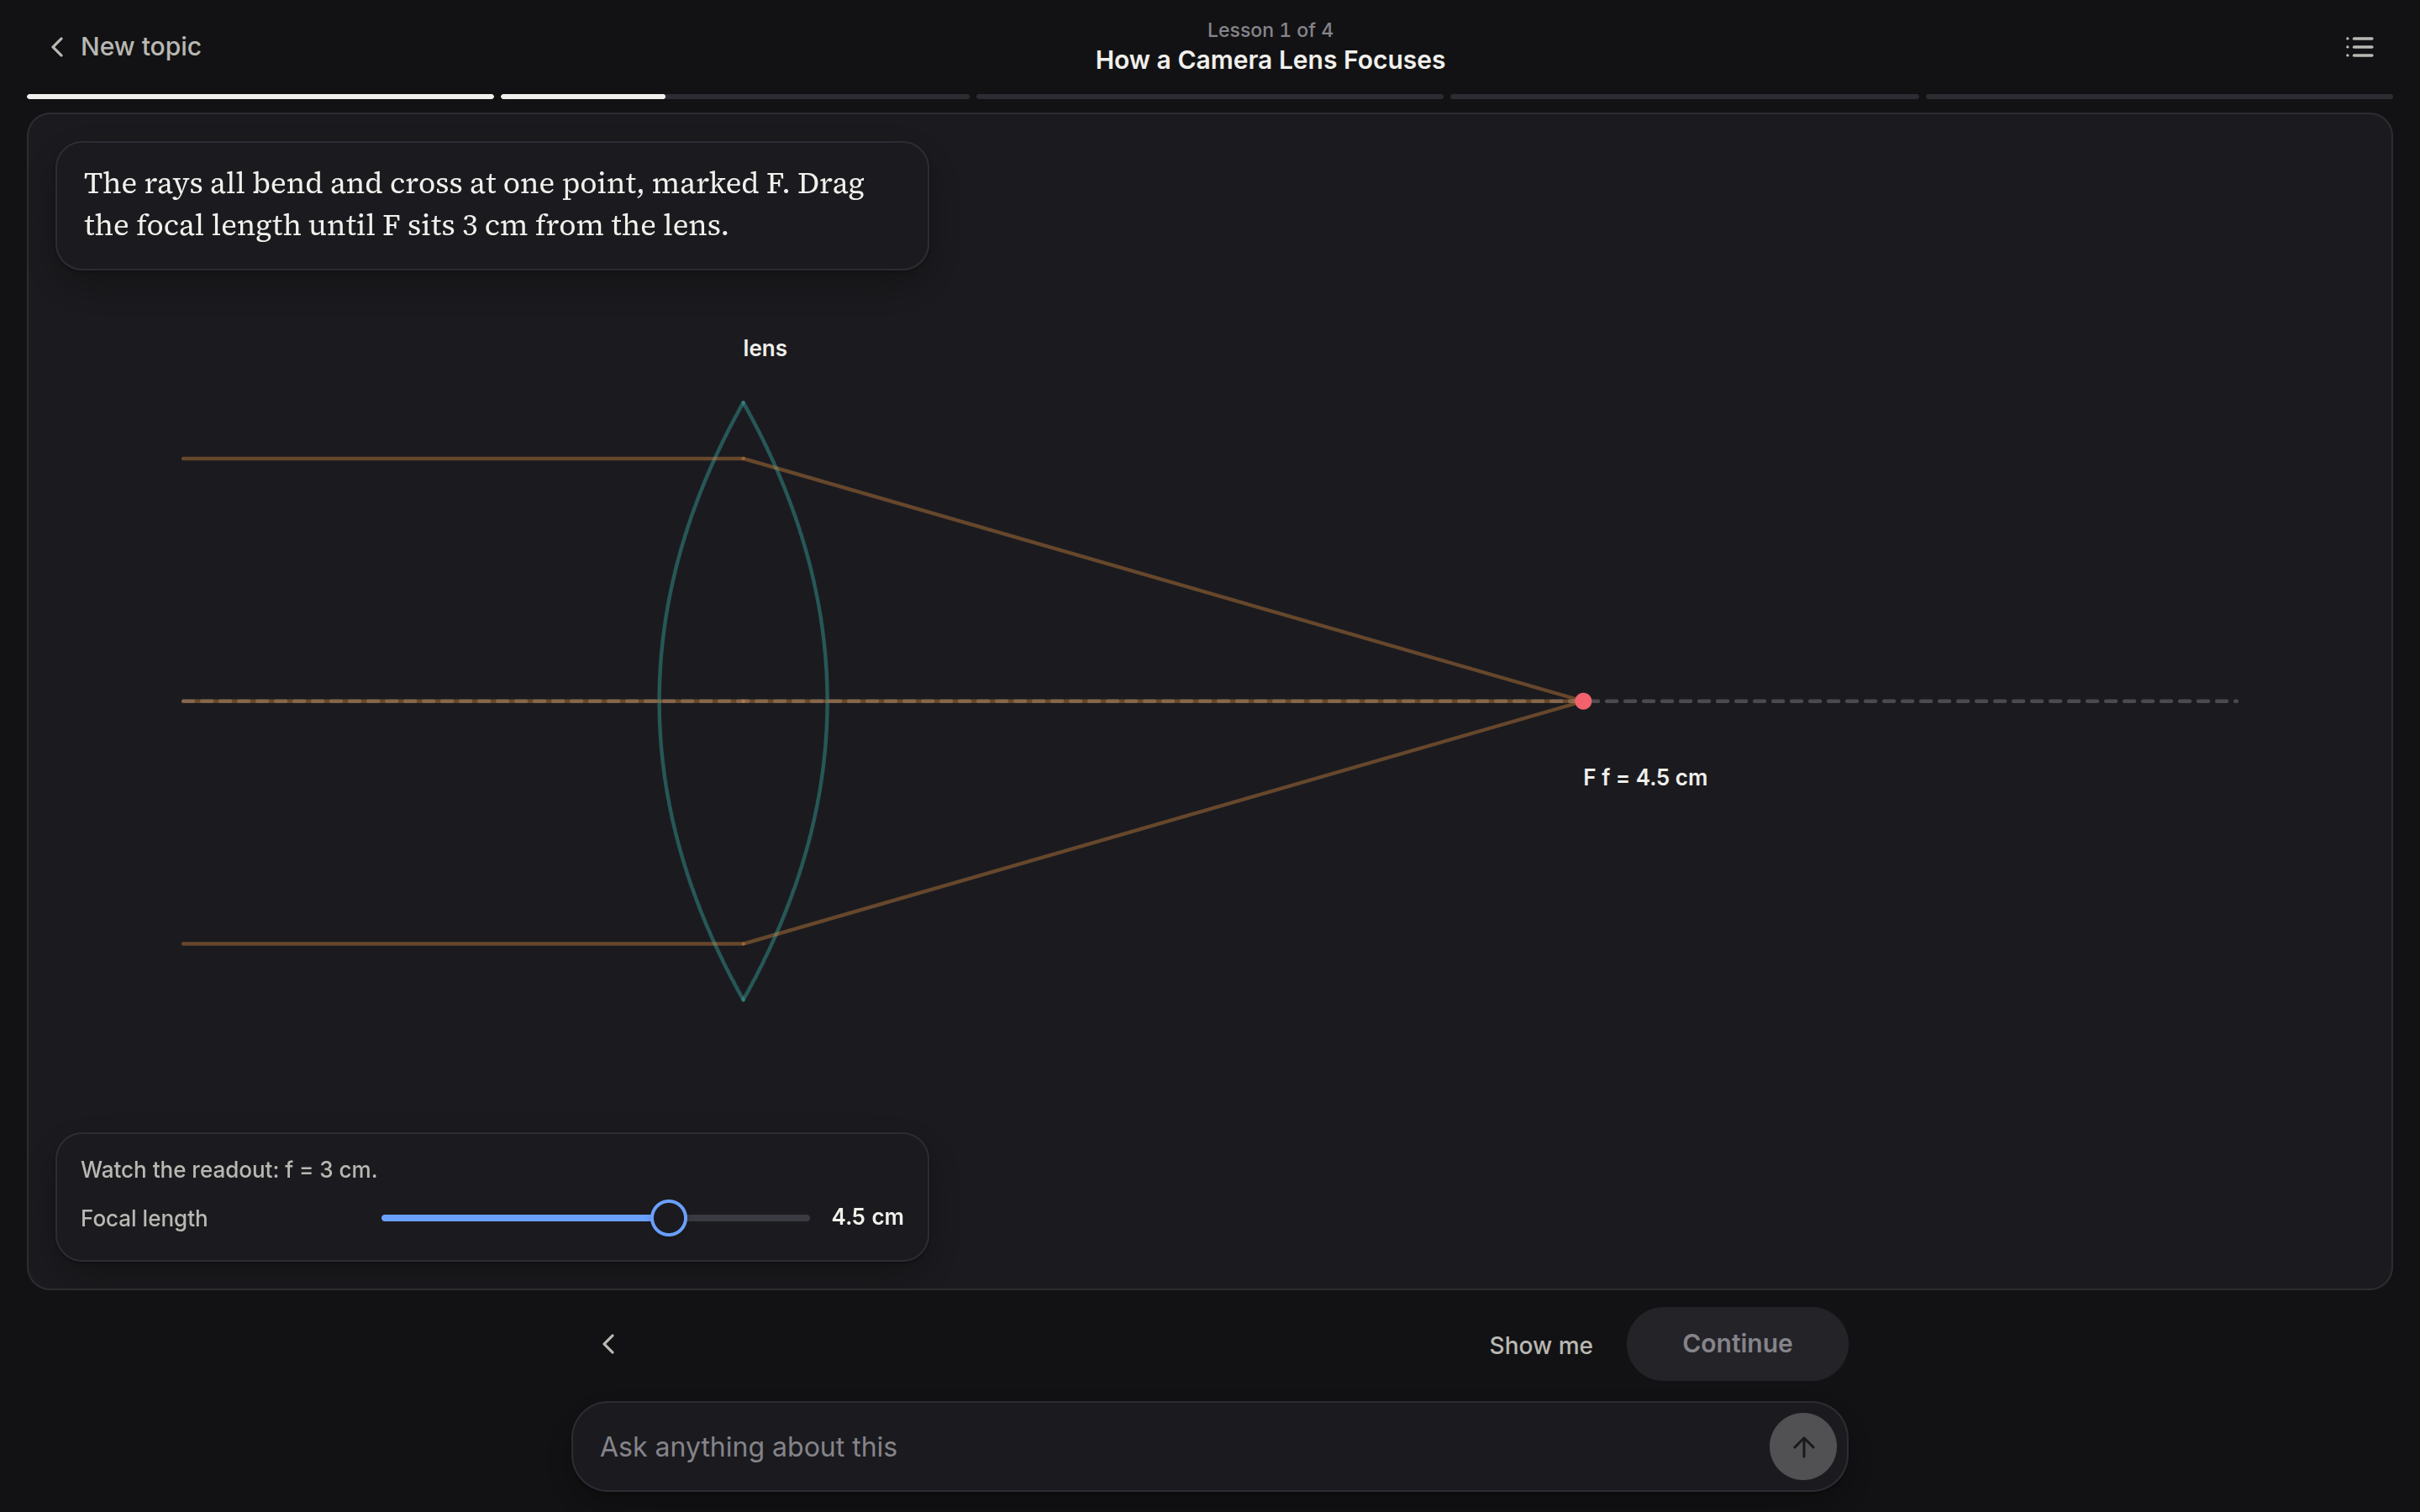 New topic
Lesson 1 of 4
How a Camera Lens Focuses
The rays all bend and cross at one point, marked F. Drag
the focal length until F sits 3 cm from the lens.
lens
F f = 4.5 cm
Watch the readout: f = 3 cm.
Focal length
4.5 cm
Show me
Continue
Ask anything about this